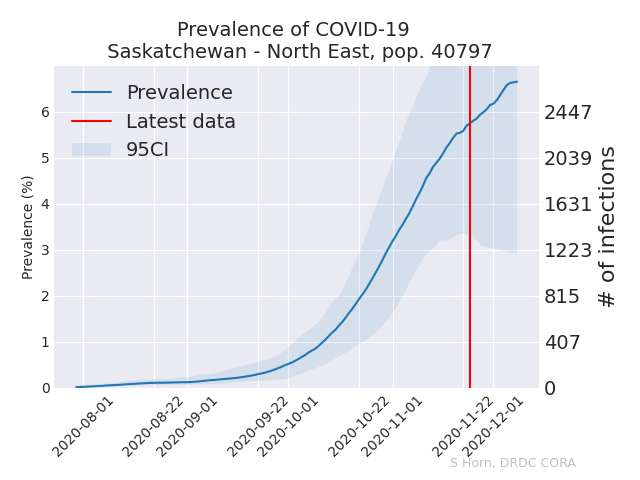 Prevalence of COVID-19
Saskatchewan - North East, pop. 40797
Prevalence
Latest data
95CI
Prevalence (%)
6
5
4
3
2
1
0
2447
2039
1631
1223
815
407
0
# of infections
2020-08-01
2020-08-22
2020-09-01
2020-09-22
2020-10-01
2020-10-22
2020-11-01
2020-11-22
2020-12-01
S Horn, DRDC CORA